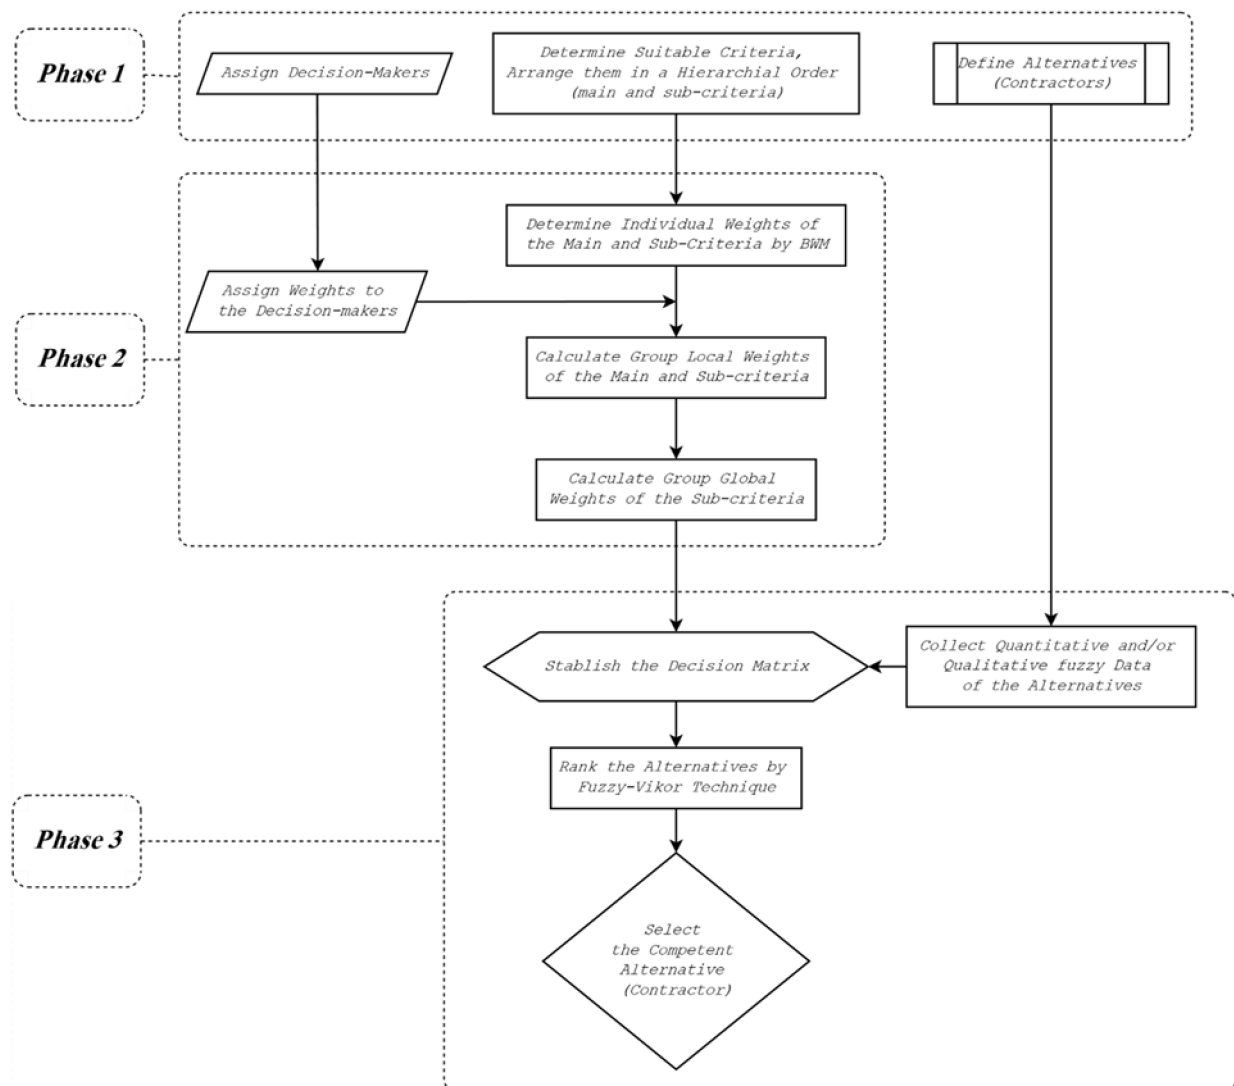 Phase 1
Assign Decision-Makers
Determine Suitable Criteria,
Arrange them in a Hierarchial Order
(main and sub-criteria)
Define Alternatives
(Contractors)
Phase 2
Determine Individual Weights of
the Main and Sub-Criteria by BWM
Assign Weights to
the Decision-makers
Calculate Group Local Weights
of the Main and Sub-criteria
Calculate Group Global
Weights of the Sub-criteria
Phase 3
Stablish the Decision Matrix
Collect Quantitative and/or
Qualitative fuzzy Data
of the Alternatives
Rank the Alternatives by
Fuzzy-Vikor Technique
Select
the Competent
Alternative
(Contractor)